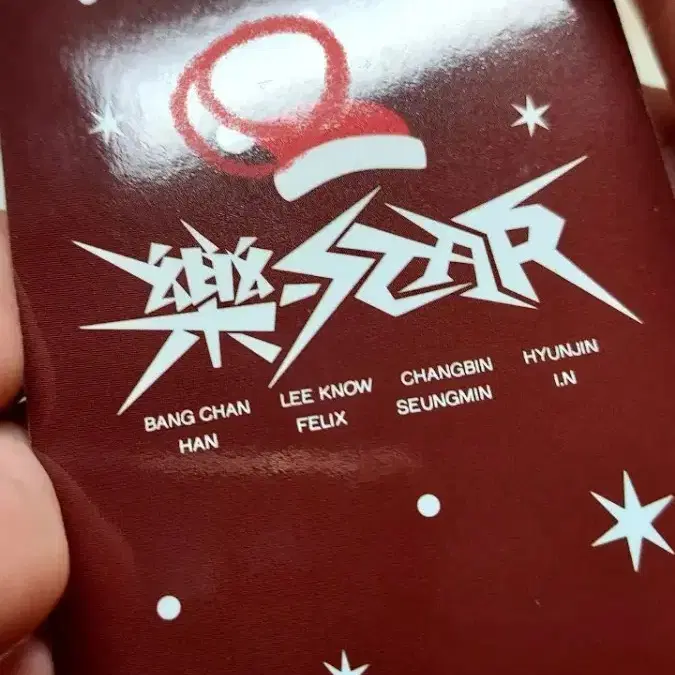 樂-STAR
BANG CHAN LEE KNOW CHANGBIN HYUNJIN
HAN FELIX SEUNGMIN I.N